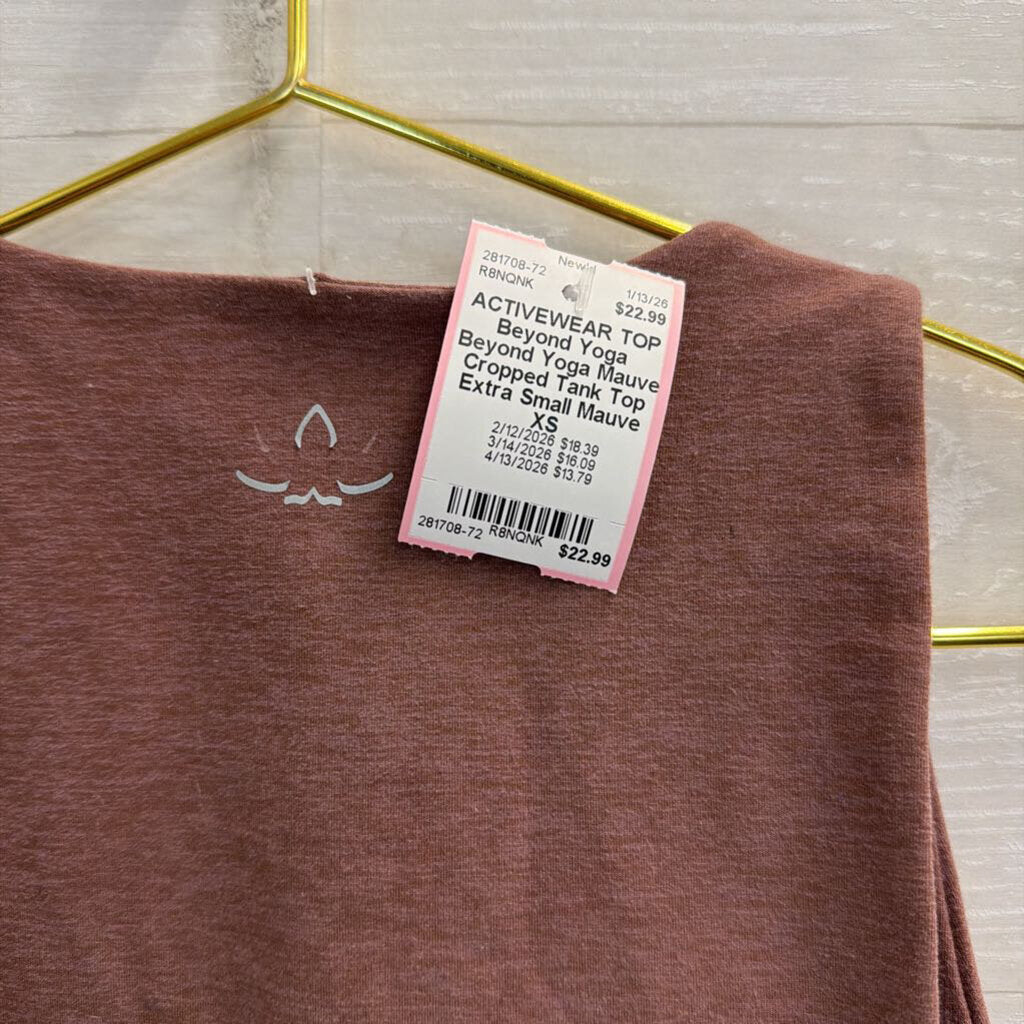 281708-72 New!
R8NQNK 1/13/26
$22.99
ACTIVEWEAR TOP
Beyond Yoga
Beyond Yoga Mauve
Cropped Tank Top
Extra Small Mauve
XS
2/12/2026 $18.39
3/14/2026 $16.09
4/13/2026 $13.79
281708-72 R8NQNK $22.99